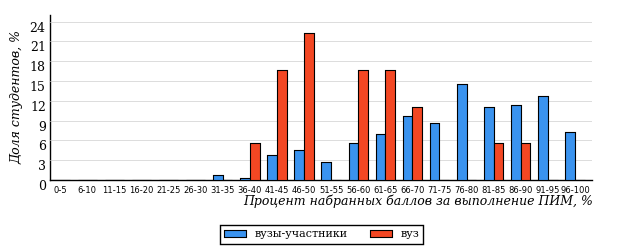 Доля студентов, %
24
21
18
15
12
9
6
3
0
0-5 6-10 11-15 16-20 21-25 26-30 31-35 36-40 41-45 46-50 51-55 56-60 61-65 66-70 71-75 76-80 81-85 86-90 91-95 96-100
Процент набранных баллов за выполнение ПИМ, %
вузы-участники вуз